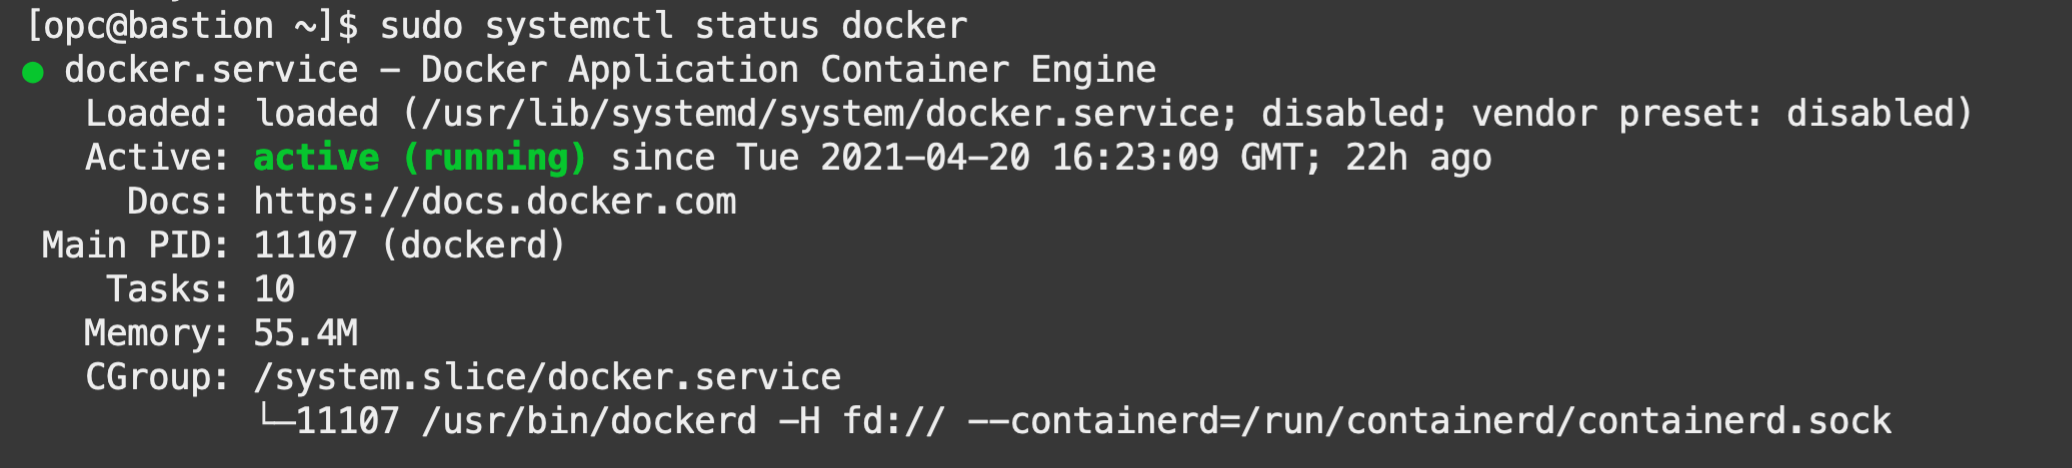 [opc@bastion ~]$ sudo systemctl status docker
● docker.service - Docker Application Container Engine
Loaded: loaded (/usr/lib/systemd/system/docker.service; disabled; vendor preset: disabled)
Active: active (running) since Tue 2021-04-20 16:23:09 GMT; 22h ago
Docs: https://docs.docker.com
Main PID: 11107 (dockerd)
Tasks: 10
Memory: 55.4M
CGroup: /system.slice/docker.service
└─11107 /usr/bin/dockerd -H fd:// --containerd=/run/containerd/containerd.sock